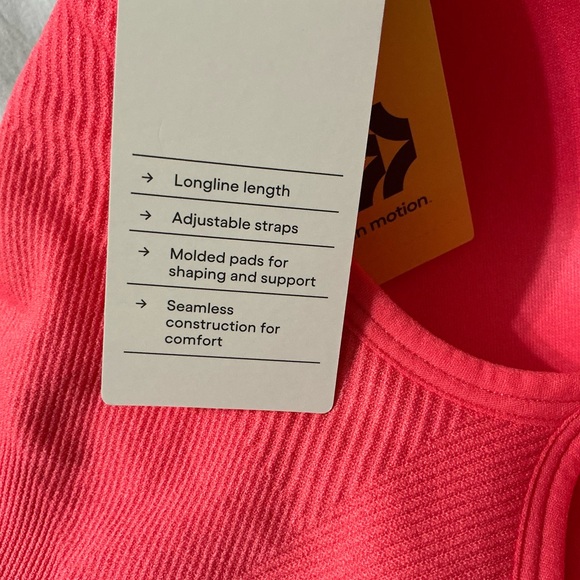 → Longline length
→ Adjustable straps
→ Molded pads for
shaping and support
→ Seamless
construction for
comfort
motion.